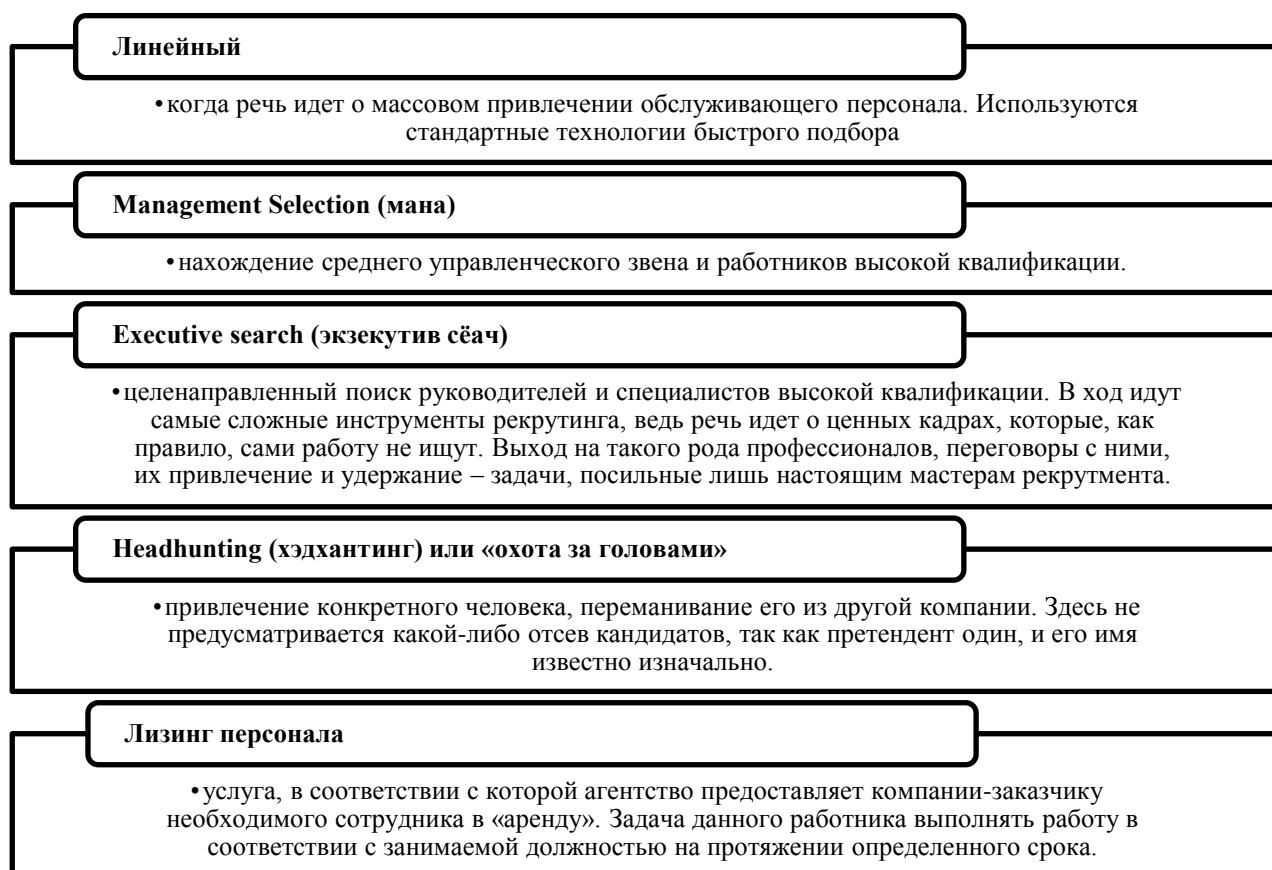 Линейный
•когда речь идет о массовом привлечении обслуживающего персонала. Используются
стандартные технологии быстрого подбора
Management Selection (мана)
•нахождение среднего управленческого звена и работников высокой квалификации.
Executive search (экзекутив сёач)
•целенаправленный поиск руководителей и специалистов высокой квалификации. В ход идут
самые сложные инструменты рекрутинга, ведь речь идет о ценных кадрах, которые, как
правило, сами работу не ищут. Выход на такого рода профессионалов, переговоры с ними,
их привлечение и удержание – задачи, посильные лишь настоящим мастерам рекрутмента.
Headhunting (хэдхантинг) или «охота за головами»
•привлечение конкретного человека, переманивание его из другой компании. Здесь не
предусматривается какой-либо отсев кандидатов, так как претендент один, и его имя
известно изначально.
Лизинг персонала
•услуга, в соответствии с которой агентство предоставляет компании-заказчику
необходимого сотрудника в «аренду». Задача данного работника выполнять работу в
соответствии с занимаемой должностью на протяжении определенного срока.